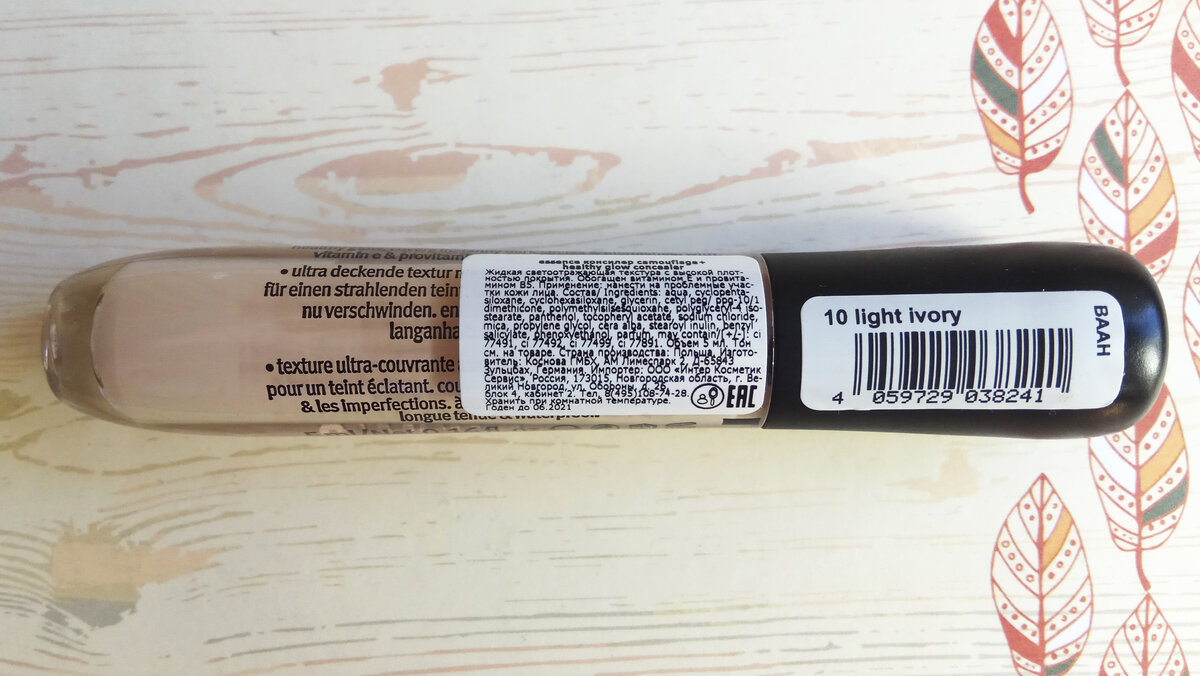 vitamin e & provitam
• ultra deckende textur m
für einen strahlenden tein
nu verschwinden. en
langanha
• texture ultra-couvrante
pour un teint éclatant. cou
& les imperfections. à
longue tenue & waterproof.
essence консилер camouflage+
healthy glow concealer
Жидкая светоотражающая текстура с высокой плот-
ностью покрытия. Обогащен витамином Е и провита-
мином B5. Применение: нанести на проблемные учас-
тки кожи лица. Состав/ Ingredients: aqua, cyclopenta-
siloxane, cyclohexasiloxane, glycerin, cetyl peg/ ppg-10/1
dimethicone, polymethylsilsesquioxane, polyglyceryl-4 iso-
stearate, panthenol, tocopheryl acetate, sodium chloride,
mica, propylene glycol, cera alba, stearoyl inulin, benzyl
salicylate, phenoxyethanol, parfum, may contain/[+/-]: ci
77491, ci 77492, ci 77499, ci 77891. Объем 5 мл. Тон
см. на товаре. Страна производства: Польша. Изгото-
витель: Коснова ГМБХ, АМ Лимеспарк 2, Д-65843
Зульцбах, Германия. Импортер: ООО «Интер Косметик
Сервис», Россия, 173015, Новгородская область, г. Ве-
ликий Новгород, ул. Обороны, д. 26,
блок 4, кабинет 2. Тел. 8(495)108-74-28.
Хранить при комнатной температуре.
Годен до 06.2021
EAC
10 light ivory
4 059729 038241
BAAH